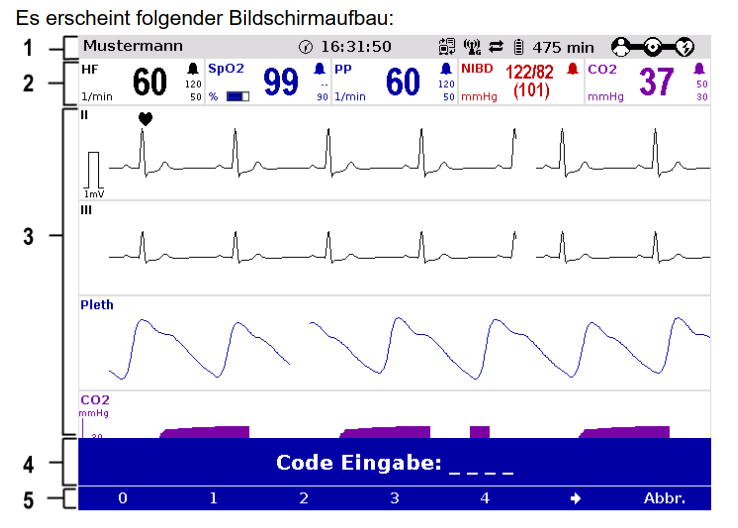 Es erscheint folgender Bildschirmaufbau:
1
Mustermann 16:31:50 475 min
2
HF 60 120 50 1/min
SpO2 99 -- 90 %
PP 60 120 50 1/min
NIBD 122/82 (101) mmHg
CO2 37 50 30 mmHg
3
II
1mV
III
Pleth
CO2
mmHg
4
Code Eingabe: _ _ _ _
5
0 1 2 3 4 Abbr.